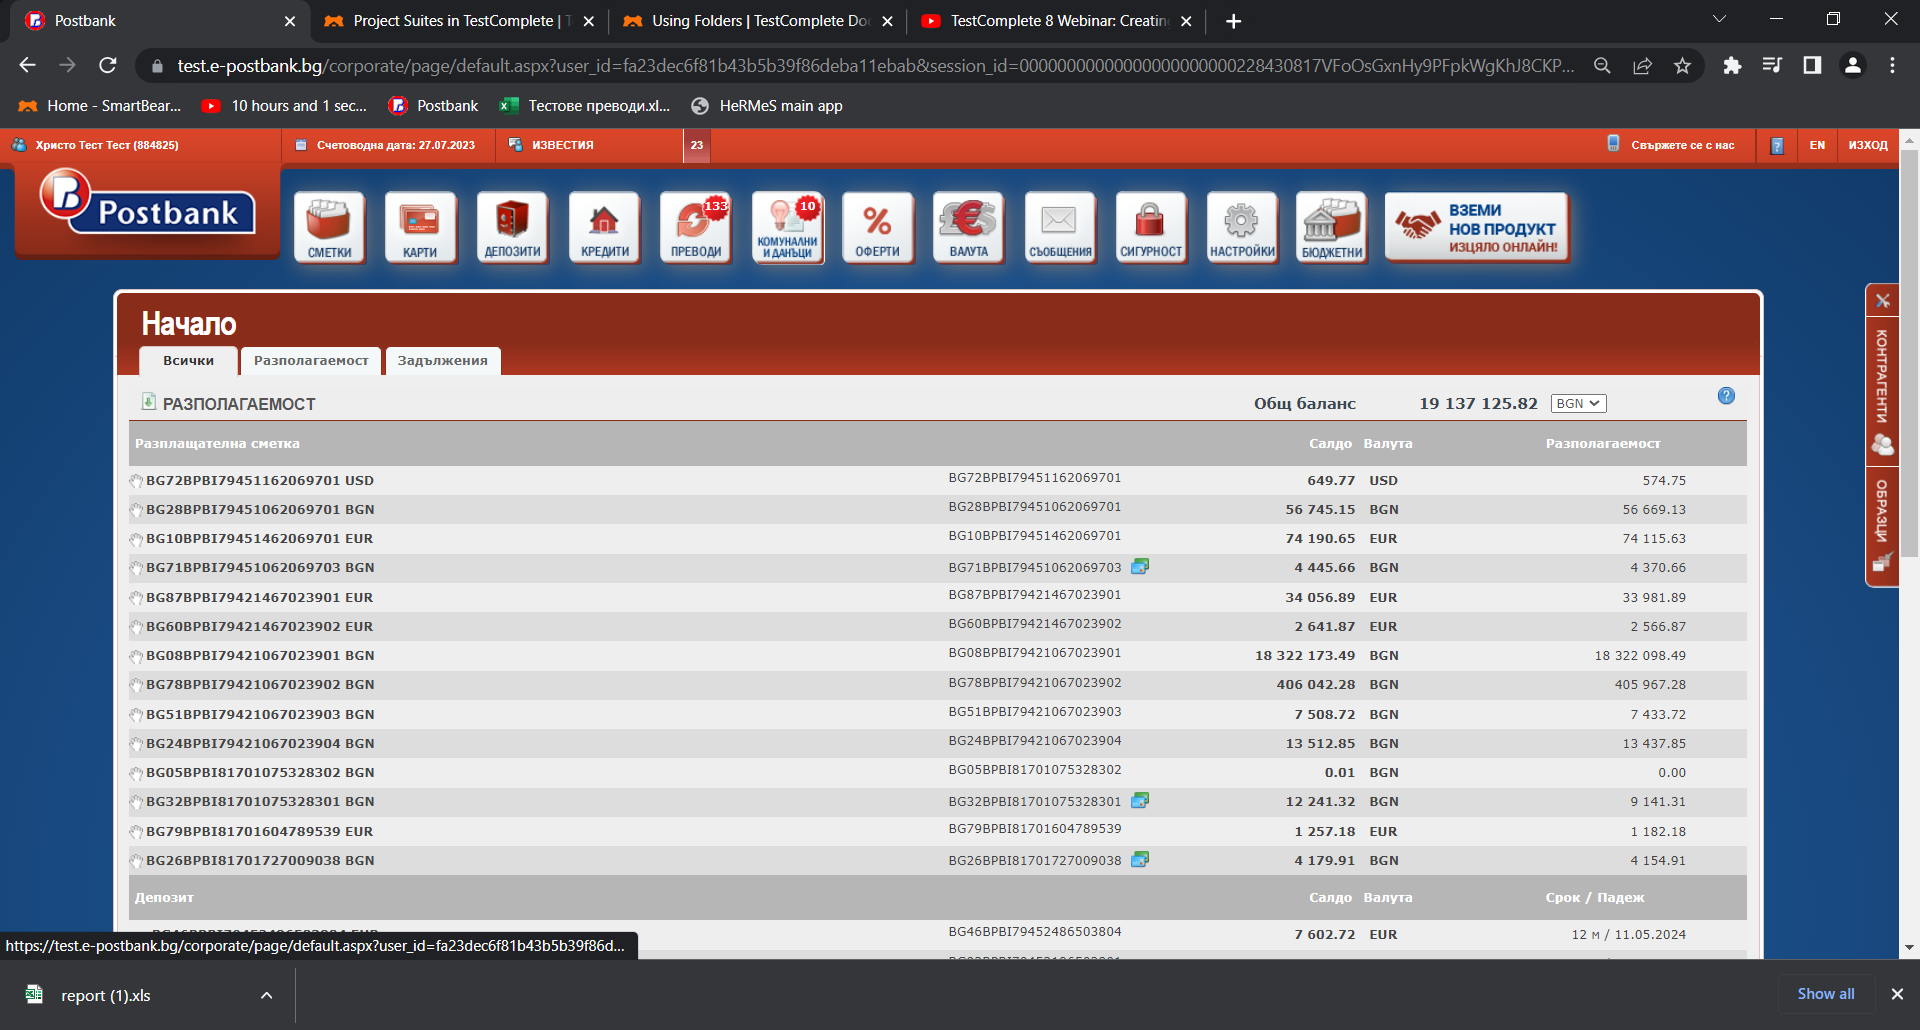 Postbank
Project Suites in TestComplete | T
Using Folders | TestComplete Doc
TestComplete 8 Webinar: Creatin
test.e-postbank.bg/corporate/page/default.aspx?user_id=fa23dec6f81b43b5b39f86deba11ebab&session_id=0000000000000000000000228430817VFoOsGxnHy9PFpkWgKhJ8CKP...
Home - SmartBear...
10 hours and 1 sec...
Postbank
Тестове преводи.xl...
HeRMeS main app
Христо Тест Тест (884825)
Счетоводна дата: 27.07.2023
ИЗВЕСТИЯ
23
Свържете се с нас
EN
ИЗХОД
Postbank
СМЕТКИ
КАРТИ
ДЕПОЗИТИ
КРЕДИТИ
133
ПРЕВОДИ
10
КОМУНАЛНИ
И ДАНЪЦИ
%
ОФЕРТИ
ВАЛУТА
СЪОБЩЕНИЯ
СИГУРНОСТ
НАСТРОЙКИ
БЮДЖЕТНИ
ВЗЕМИ
НОВ ПРОДУКТ
ИЗЦЯЛО ОНЛАЙН!
Начало
Всички
Разполагаемост
Задължения
РАЗПОЛАГАЕМОСТ
Общ баланс 19 137 125.82 BGN
Разплащателна сметка Салдо Валута Разполагаемост
BG72BPBI79451162069701 USD BG72BPBI79451162069701 649.77 USD 574.75
BG28BPBI79451062069701 BGN BG28BPBI79451062069701 56 745.15 BGN 56 669.13
BG10BPBI79451462069701 EUR BG10BPBI79451462069701 74 190.65 EUR 74 115.63
BG71BPBI79451062069703 BGN BG71BPBI79451062069703 4 445.66 BGN 4 370.66
BG87BPBI79421467023901 EUR BG87BPBI79421467023901 34 056.89 EUR 33 981.89
BG60BPBI79421467023902 EUR BG60BPBI79421467023902 2 641.87 EUR 2 566.87
BG08BPBI79421067023901 BGN BG08BPBI79421067023901 18 322 173.49 BGN 18 322 098.49
BG78BPBI79421067023902 BGN BG78BPBI79421067023902 406 042.28 BGN 405 967.28
BG51BPBI79421067023903 BGN BG51BPBI79421067023903 7 508.72 BGN 7 433.72
BG24BPBI79421067023904 BGN BG24BPBI79421067023904 13 512.85 BGN 13 437.85
BG05BPBI81701075328302 BGN BG05BPBI81701075328302 0.01 BGN 0.00
BG32BPBI81701075328301 BGN BG32BPBI81701075328301 12 241.32 BGN 9 141.31
BG79BPBI81701604789539 EUR BG79BPBI81701604789539 1 257.18 EUR 1 182.18
BG26BPBI81701727009038 BGN BG26BPBI81701727009038 4 179.91 BGN 4 154.91
Депозит Салдо Валута Срок / Падеж
BG46BPBI79452486503804 7 602.72 EUR 12 м / 11.05.2024
КОНТРАГЕНТИ
ОБРАЗЦИ
https://test.e-postbank.bg/corporate/page/default.aspx?user_id=fa23dec6f81b43b5b39f86d...
report (1).xls
Show all